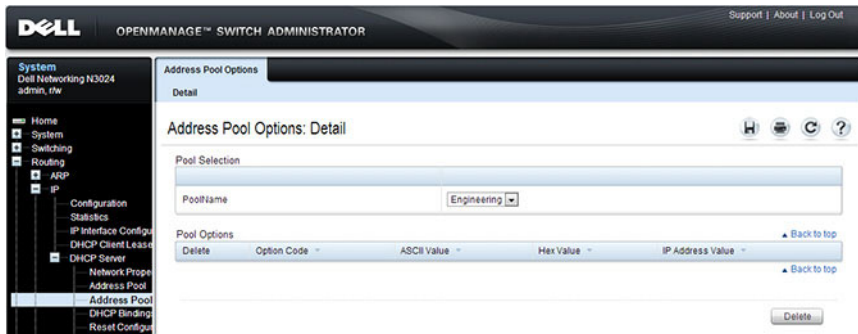 Support | About | Log Out
DELL OPENMANAGE™ SWITCH ADMINISTRATOR
System
Dell Networking N3024
admin, r/w
Home
System
Switching
Routing
ARP
IP
Configuration
Statistics
IP Interface Configu
DHCP Client Lease
DHCP Server
Network Prope
Address Pool
Address Pool
DHCP Binding
Reset Configur
Address Pool Options
Detail
Address Pool Options: Detail
Pool Selection
PoolName Engineering
Pool Options ▲ Back to top
Delete Option Code ASCII Value Hex Value IP Address Value
▲ Back to top
Delete